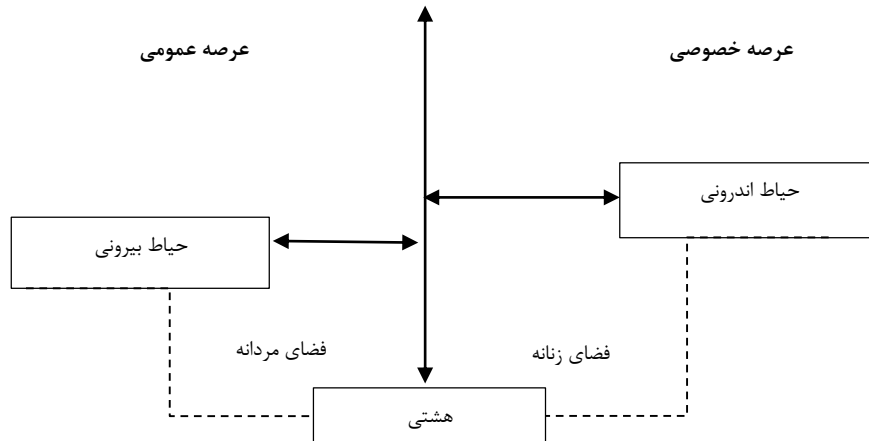 عرصه خصوصی
عرصه عمومی
حیاط اندرونی
حیاط بیرونی
فضای زنانه
فضای مردانه
هشتی